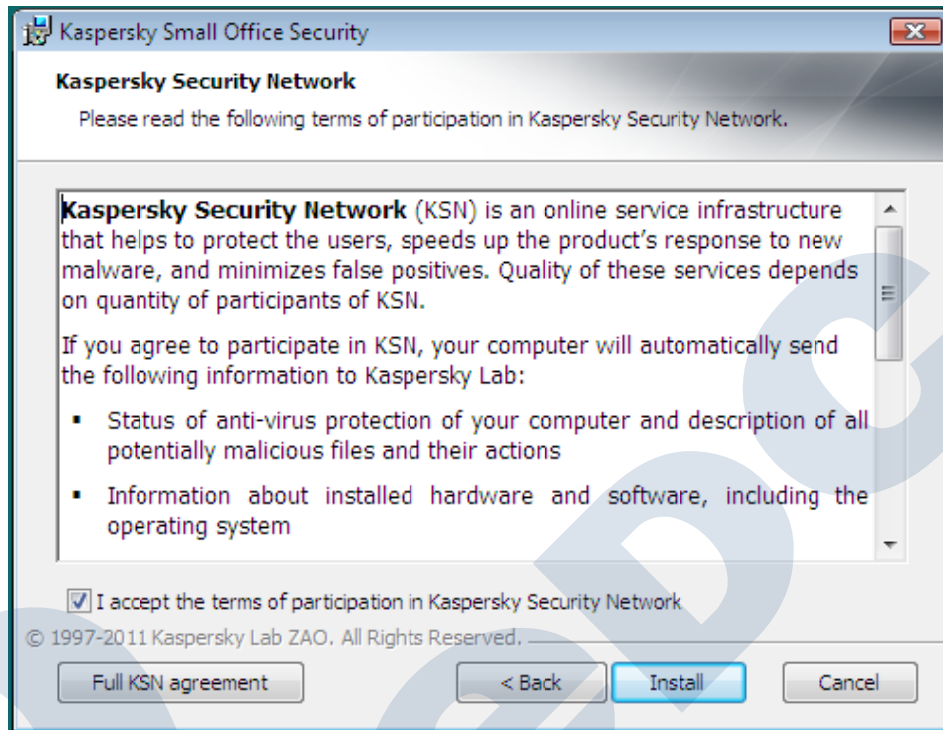 Kaspersky Small Office Security
Kaspersky Security Network
Please read the following terms of participation in Kaspersky Security Network.
Kaspersky Security Network (KSN) is an online service infrastructure
that helps to protect the users, speeds up the product's response to new
malware, and minimizes false positives. Quality of these services depends
on quantity of participants of KSN.
If you agree to participate in KSN, your computer will automatically send
the following information to Kaspersky Lab:
▪ Status of anti-virus protection of your computer and description of all
potentially malicious files and their actions
▪ Information about installed hardware and software, including the
operating system
I accept the terms of participation in Kaspersky Security Network
© 1997-2011 Kaspersky Lab ZAO. All Rights Reserved.
Full KSN agreement
< Back
Install
Cancel